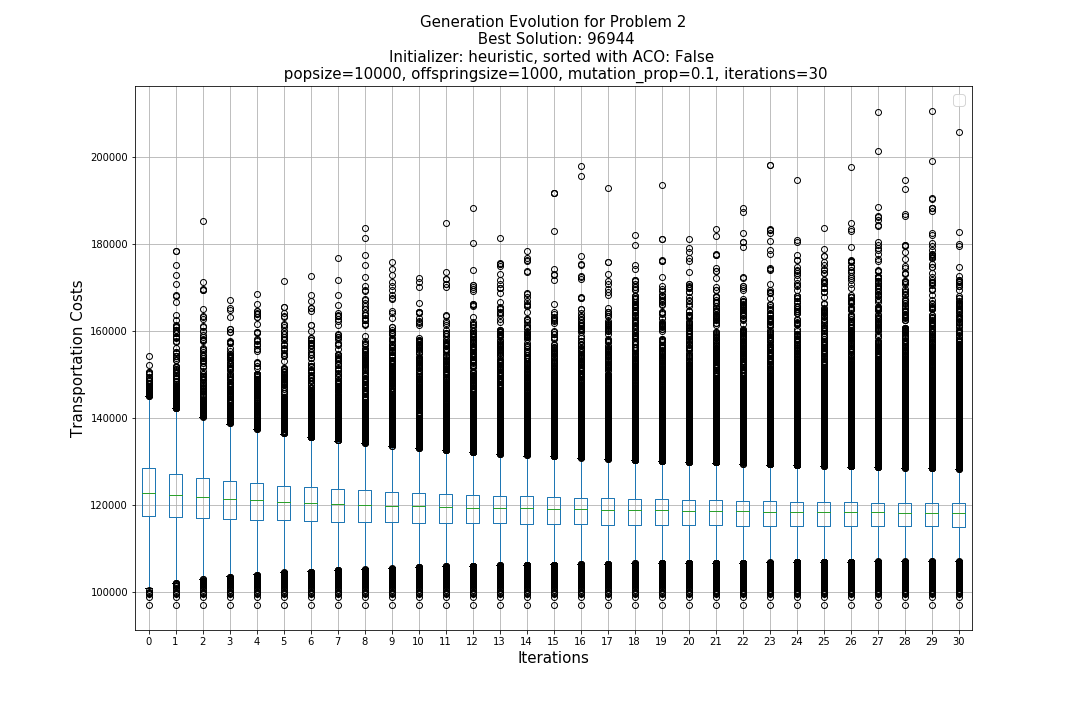 Generation Evolution for Problem 2
Best Solution: 96944
Initializer: heuristic, sorted with ACO: False
popsize=10000, offspringsize=1000, mutation_prop=0.1, iterations=30
200000
180000
160000
140000
120000
100000
Transportation Costs
0 1 2 3 4 5 6 7 8 9 10 11 12 13 14 15 16 17 18 19 20 21 22 23 24 25 26 27 28 29 30
Iterations